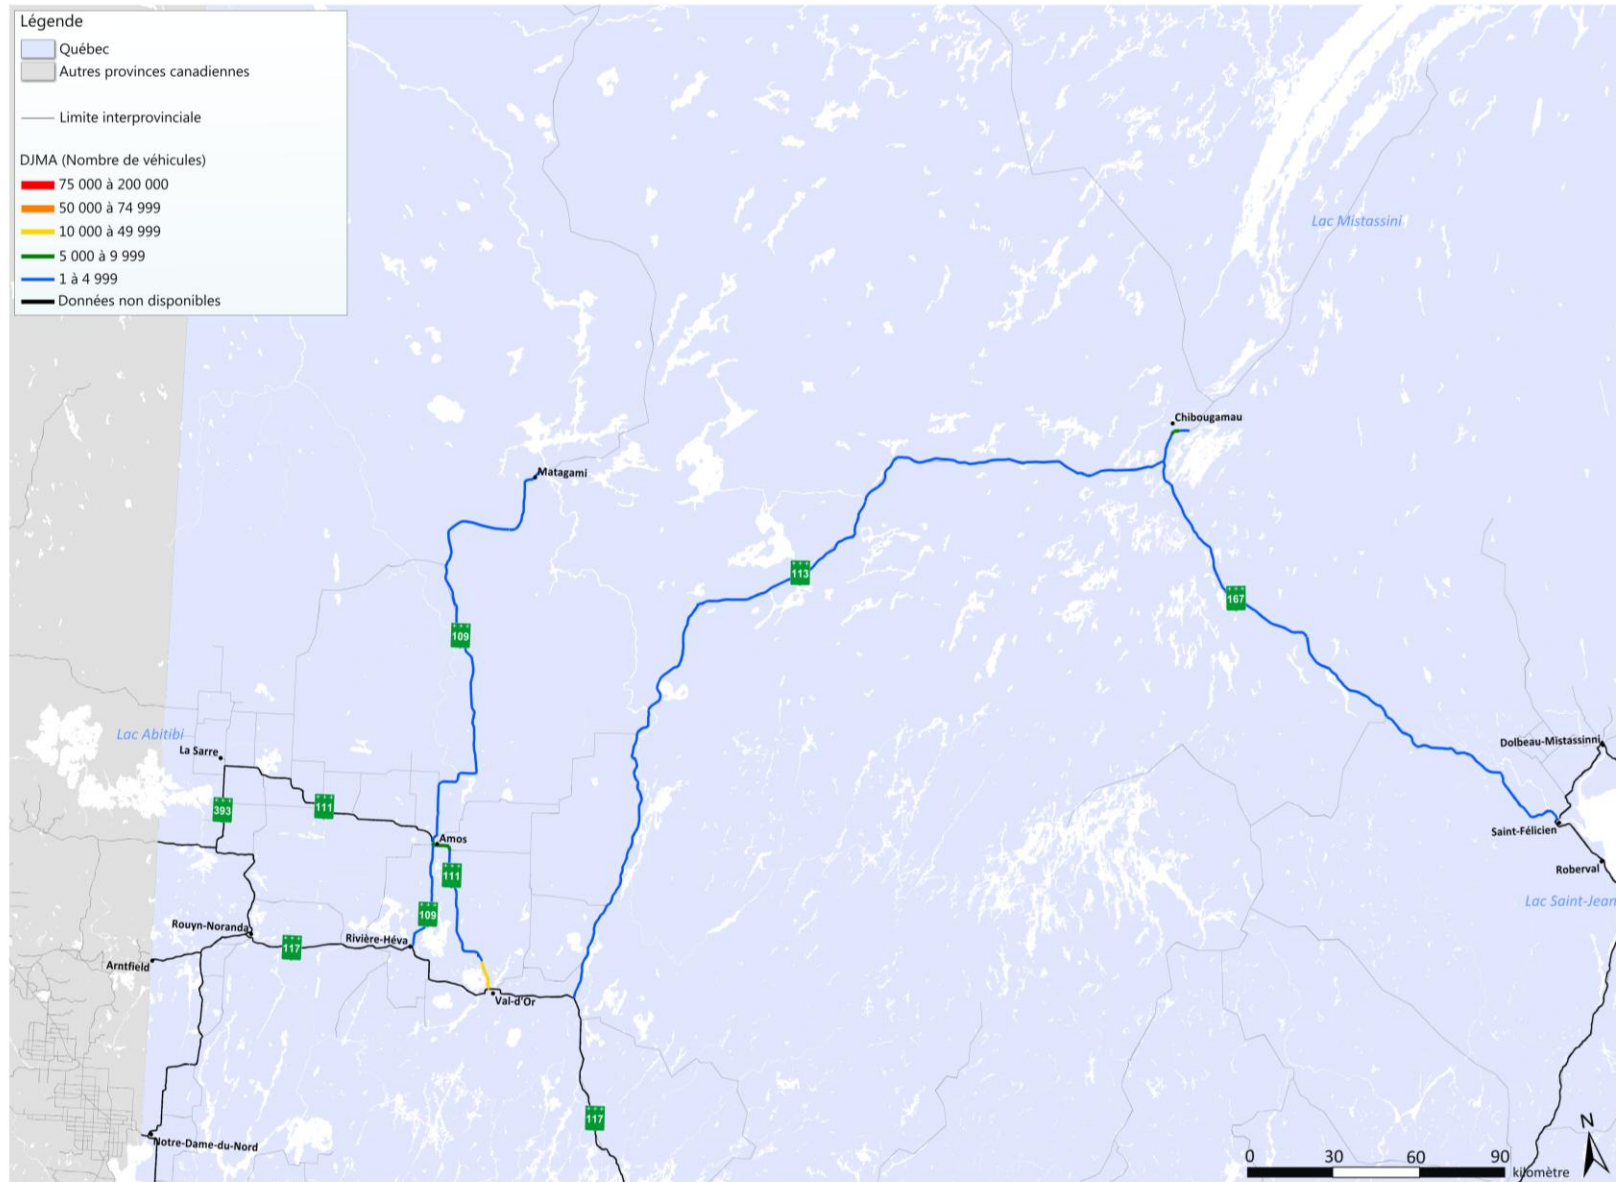 Légende
Québec
Autres provinces canadiennes
Limite interprovinciale
DJMA (Nombre de véhicules)
75 000 à 200 000
50 000 à 74 999
10 000 à 49 999
5 000 à 9 999
1 à 4 999
Données non disponibles
Lac Mistassini
Chibougamau
Matagami
113
167
109
Lac Abitibi
La Sarre
Dolbeau-Mistassinni
393
111
Amos
Saint-Félicien
111
Roberval
Lac Saint-Jean
109
Rouyn-Noranda
Rivière-Héva
117
Arntfield
Val-d'Or
117
Notre-Dame-du-Nord
N
0 30 60 90
kilomètre